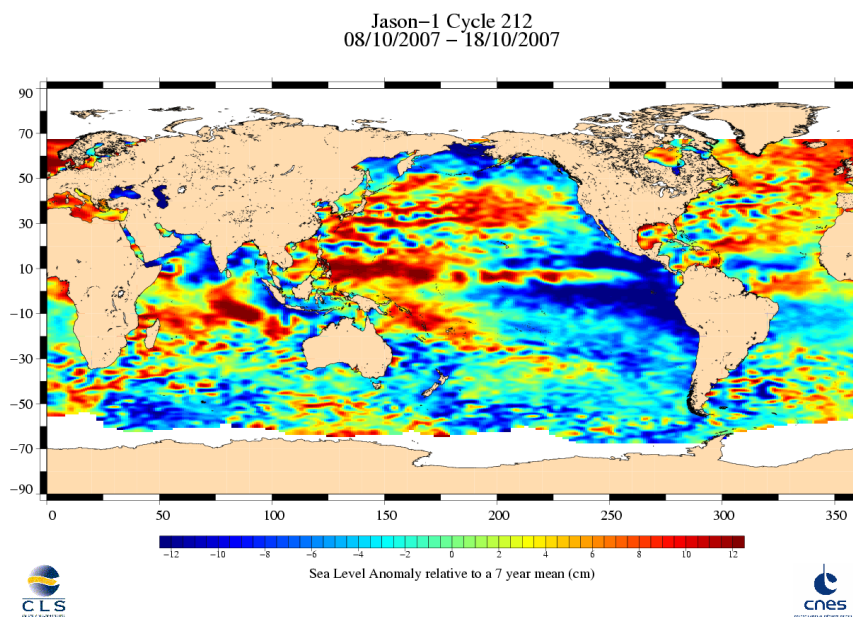 Jason−1 Cycle 212
08/10/2007 − 18/10/2007
90
70
50
30
10
−10
−30
−50
−70
−90
0 50 100 150 200 250 300 350
−12 −10 −8 −6 −4 −2 0 2 4 6 8 10 12
Sea Level Anomaly relative to a 7 year mean (cm)
CLS
cnes